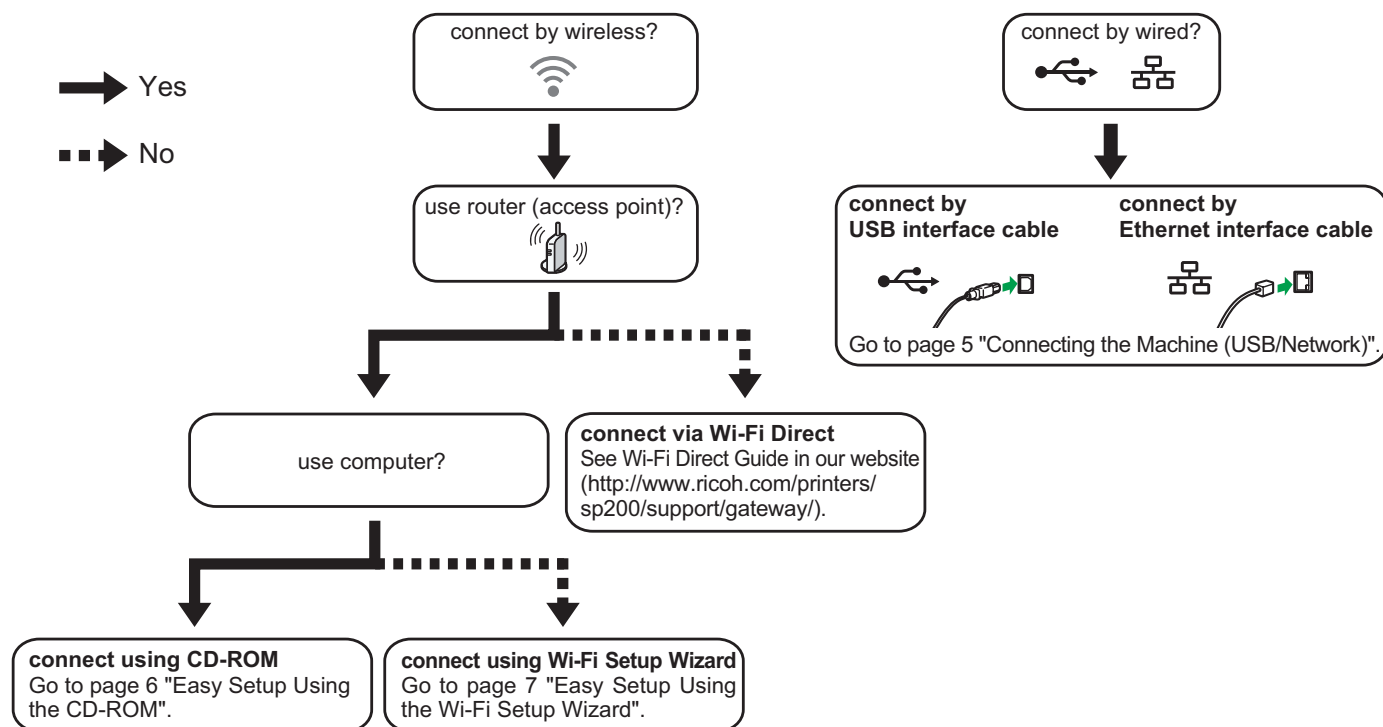 connect by wireless?
connect by wired?
Yes
No
use router (access point)?
connect by
USB interface cable
connect by
Ethernet interface cable
Go to page 5 "Connecting the Machine (USB/Network)".
use computer?
connect via Wi-Fi Direct
See Wi-Fi Direct Guide in our website
(http://www.ricoh.com/printers/
sp200/support/gateway/).
connect using CD-ROM
Go to page 6 "Easy Setup Using
the CD-ROM".
connect using Wi-Fi Setup Wizard
Go to page 7 "Easy Setup Using
the Wi-Fi Setup Wizard".